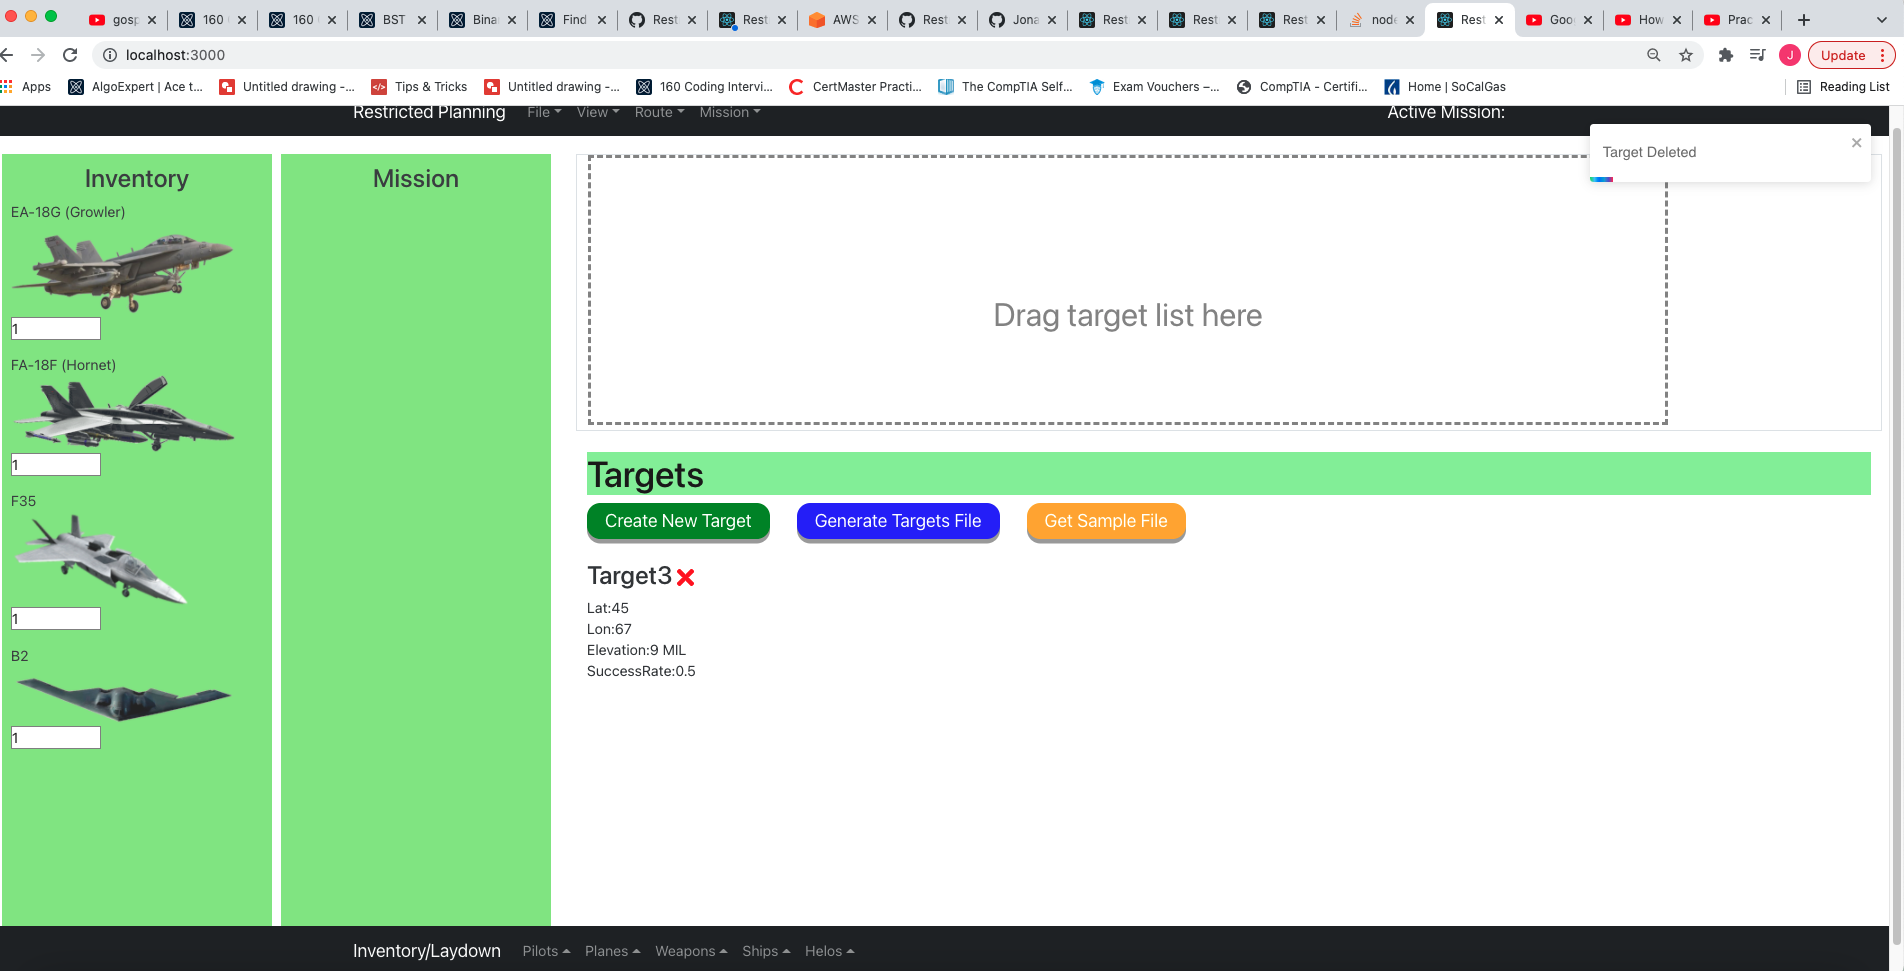 gosp
160
160
BST
Bina
Find
Rest
Rest
AWS
Rest
Jona
Rest
Rest
Rest
node
Rest
Goo
How
Prac
localhost:3000
J
Update
Apps
AlgoExpert | Ace t...
Untitled drawing -...
Tips & Tricks
Untitled drawing -...
160 Coding Intervi...
CertMaster Practi...
The CompTIA Self...
Exam Vouchers –...
CompTIA - Certifi...
Home | SoCalGas
Reading List
Restricted Planning
File
View
Route
Mission
Active Mission:
Target Deleted
Inventory
EA-18G (Growler)
1
FA-18F (Hornet)
1
F35
1
B2
1
Mission
Drag target list here
Targets
Create New Target
Generate Targets File
Get Sample File
Target3
Lat:45
Lon:67
Elevation:9 MIL
SuccessRate:0.5
Inventory/Laydown
Pilots
Planes
Weapons
Ships
Helos